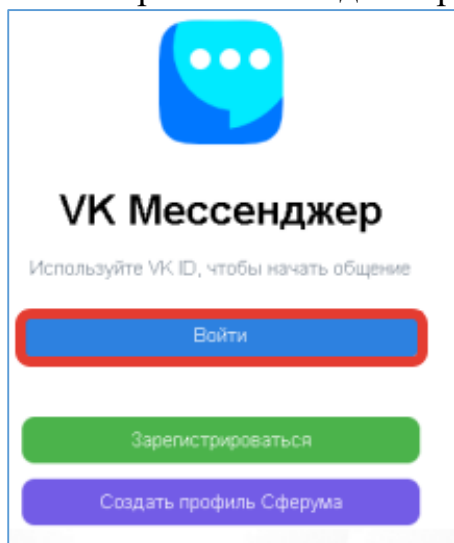 VK Мессенджер
Используйте VK ID, чтобы начать общение
Войти
Зарегистрироваться
Создать профиль Сферума